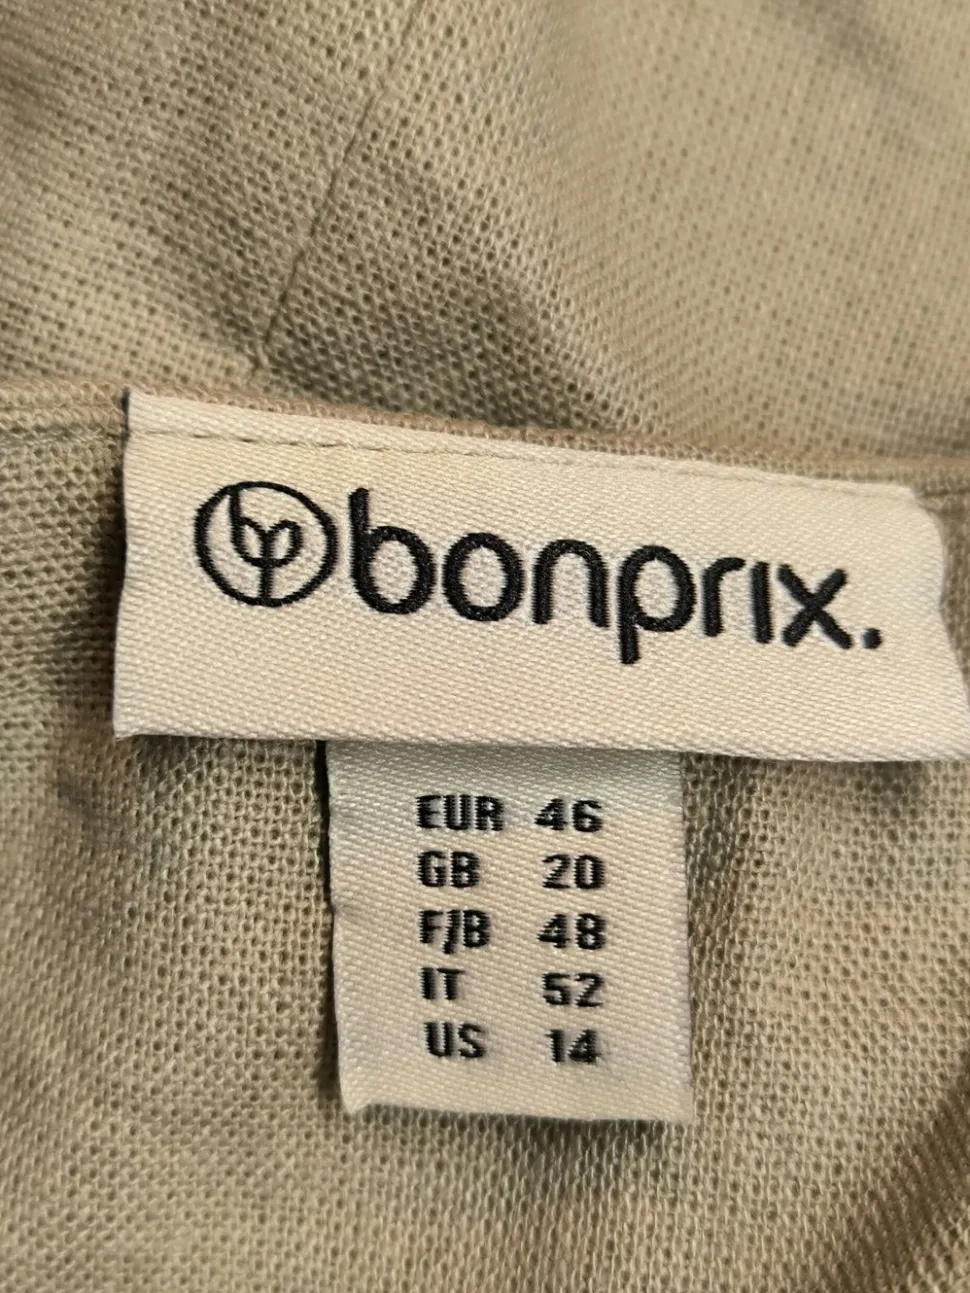 bonprix.
EUR 46
GB 20
F/B 48
IT 52
US 14